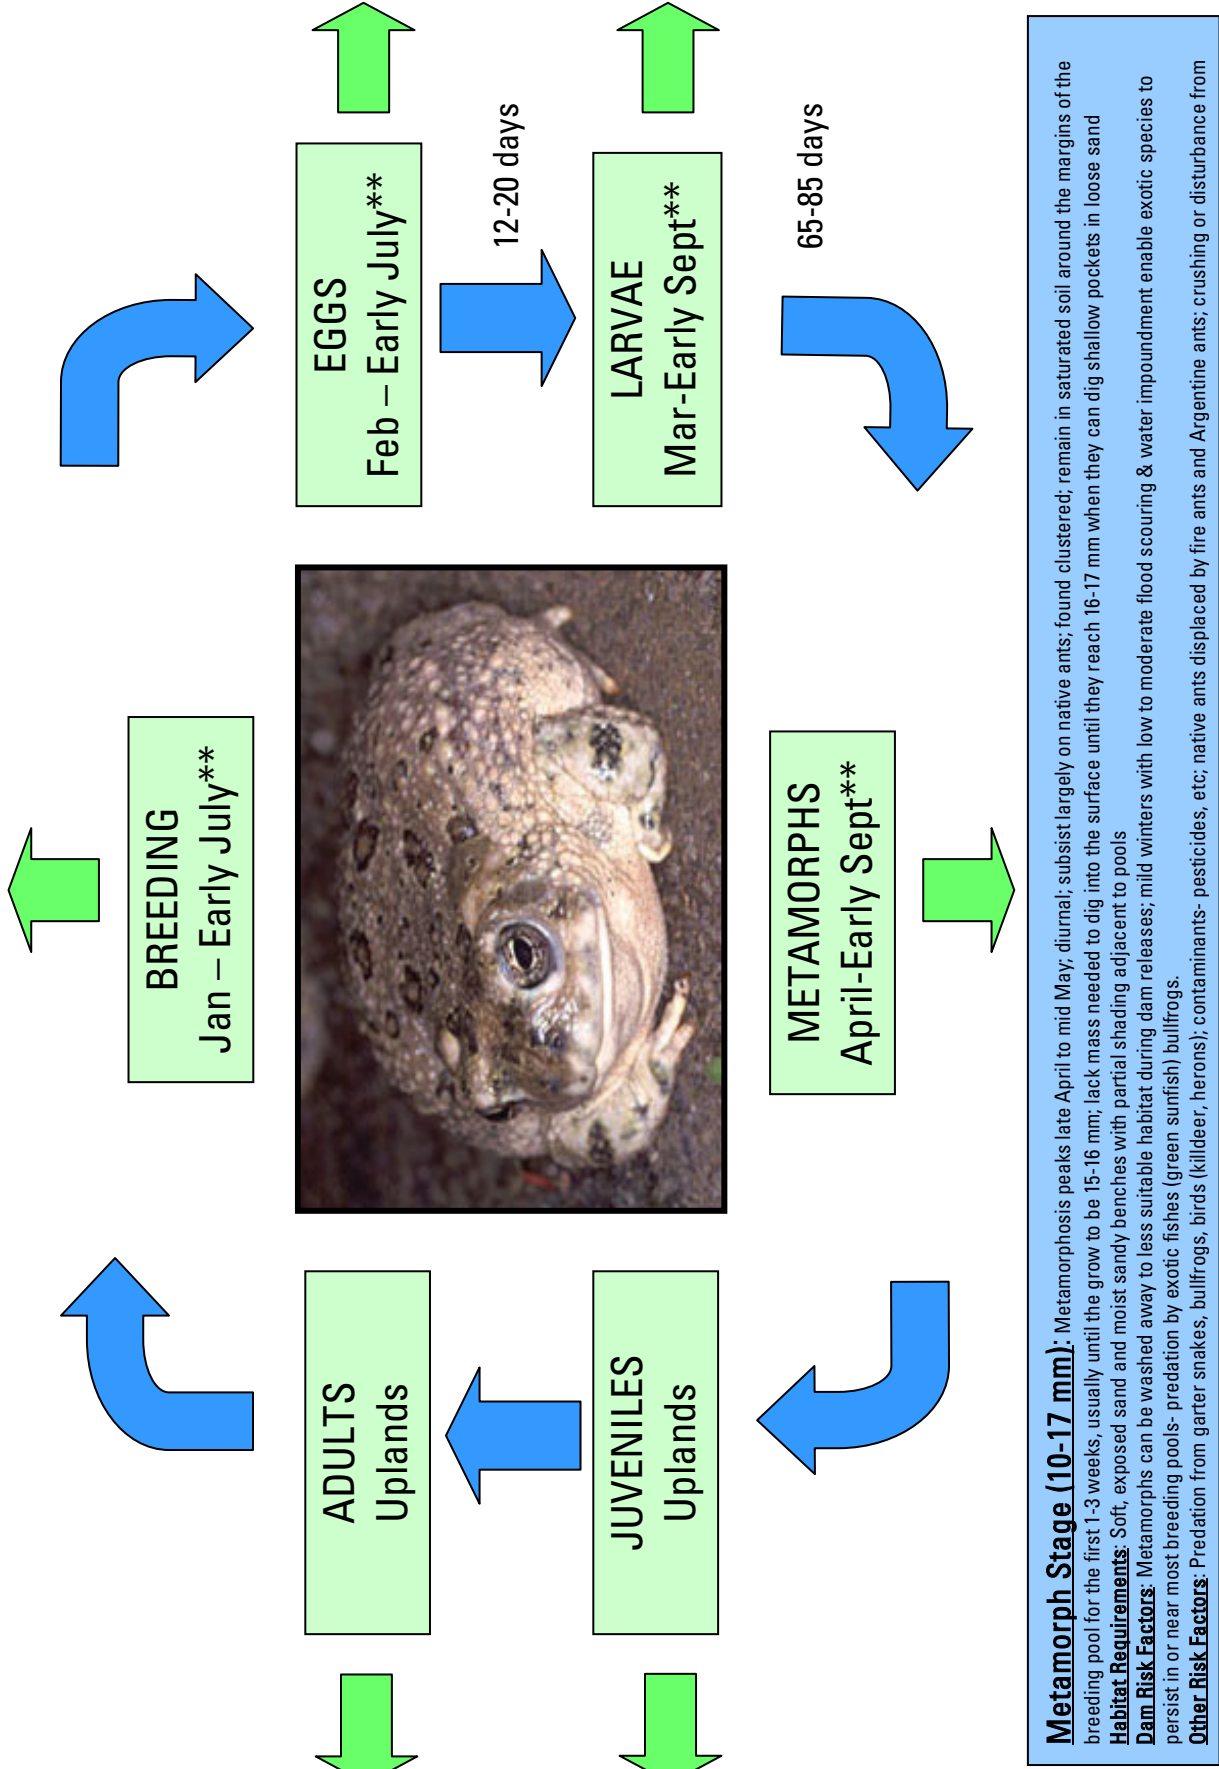 BREEDING
Jan – Early July**
ADULTS
Uplands
EGGS
Feb – Early July**
12-20 days
JUVENILES
Uplands
LARVAE
Mar-Early Sept**
65-85 days
METAMORPHS
April-Early Sept**
Metamorph Stage (10-17 mm): Metamorphosis peaks late April to mid May; diurnal; subsist largely on native ants; found clustered; remain in saturated soil around the margins of the
breeding pool for the first 1-3 weeks, usually until the grow to be 15-16 mm; lack mass needed to dig into the surface until they reach 16-17 mm when they can dig shallow pockets in loose sand
Habitat Requirements: Soft, exposed sand and moist sandy benches with partial shading adjacent to pools
Dam Risk Factors: Metamorphs can be washed away to less suitable habitat during dam releases; mild winters with low to moderate flood scouring & water impoundment enable exotic species to
persist in or near most breeding pools- predation by exotic fishes (green sunfish) bullfrogs.
Other Risk Factors: Predation from garter snakes, bullfrogs, birds (killdeer, herons); contaminants- pesticides, etc; native ants displaced by fire ants and Argentine ants; crushing or disturbance from